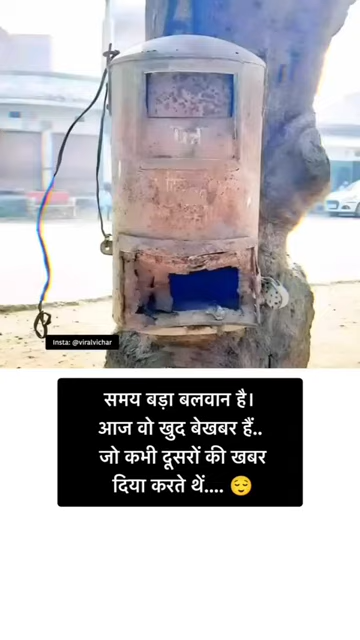 Insta: @viralvichar
समय बड़ा बलवान है।
आज वो खुद बेखबर हैं..
जो कभी दूसरों की खबर
दिया करते थें.... 😌